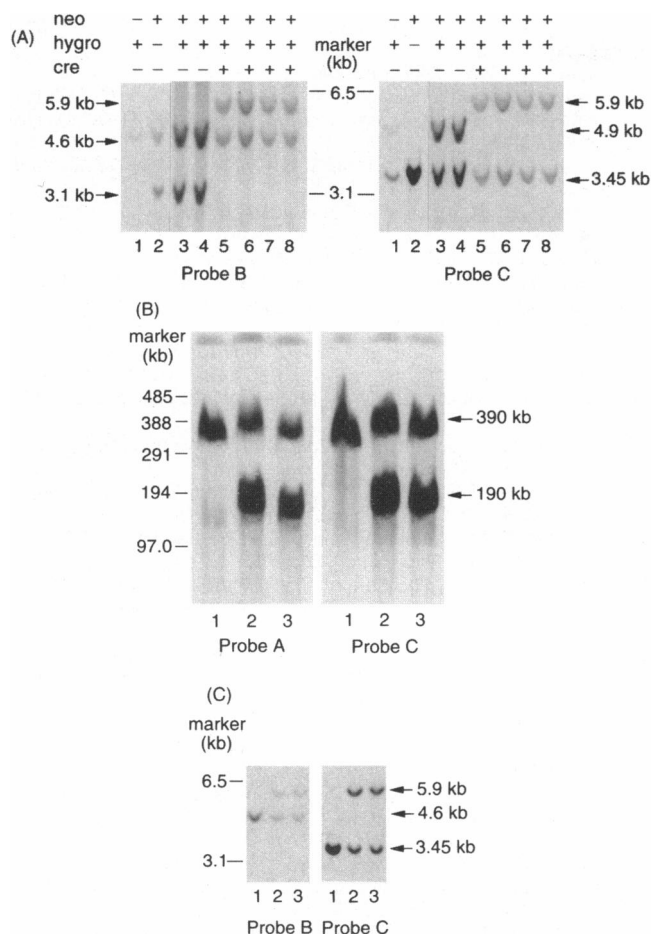 (A)
neo − + + + + + + +
hygro + − + + + + + +
cre − − − − + + + +
5.9 kb
4.6 kb
3.1 kb
1 2 3 4 5 6 7 8
Probe B
marker
(kb)
6.5
3.1
− + + + + + + +
+ − + + + + + +
− − − − + + + +
5.9 kb
4.9 kb
3.45 kb
1 2 3 4 5 6 7 8
Probe C
(B)
marker
(kb)
485
388
291
194
97.0
390 kb
190 kb
1 2 3
Probe A
1 2 3
Probe C
(C)
marker
(kb)
6.5
3.1
5.9 kb
4.6 kb
3.45 kb
1 2 3
Probe B
1 2 3
Probe C